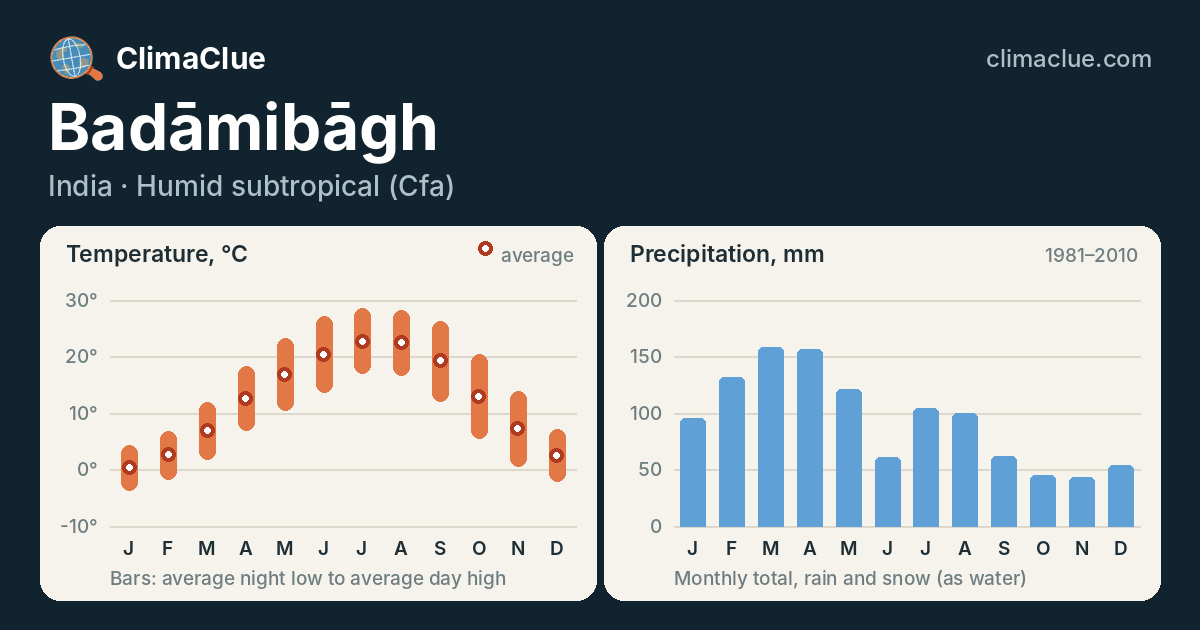 ClimaClue
climaclue.com
Badāmibāgh
India · Humid subtropical (Cfa)
Temperature, °C
average
30°
20°
10°
0°
-10°
J F M A M J J A S O N D
Bars: average night low to average day high
Precipitation, mm
1981–2010
200
150
100
50
0
J F M A M J J A S O N D
Monthly total, rain and snow (as water)